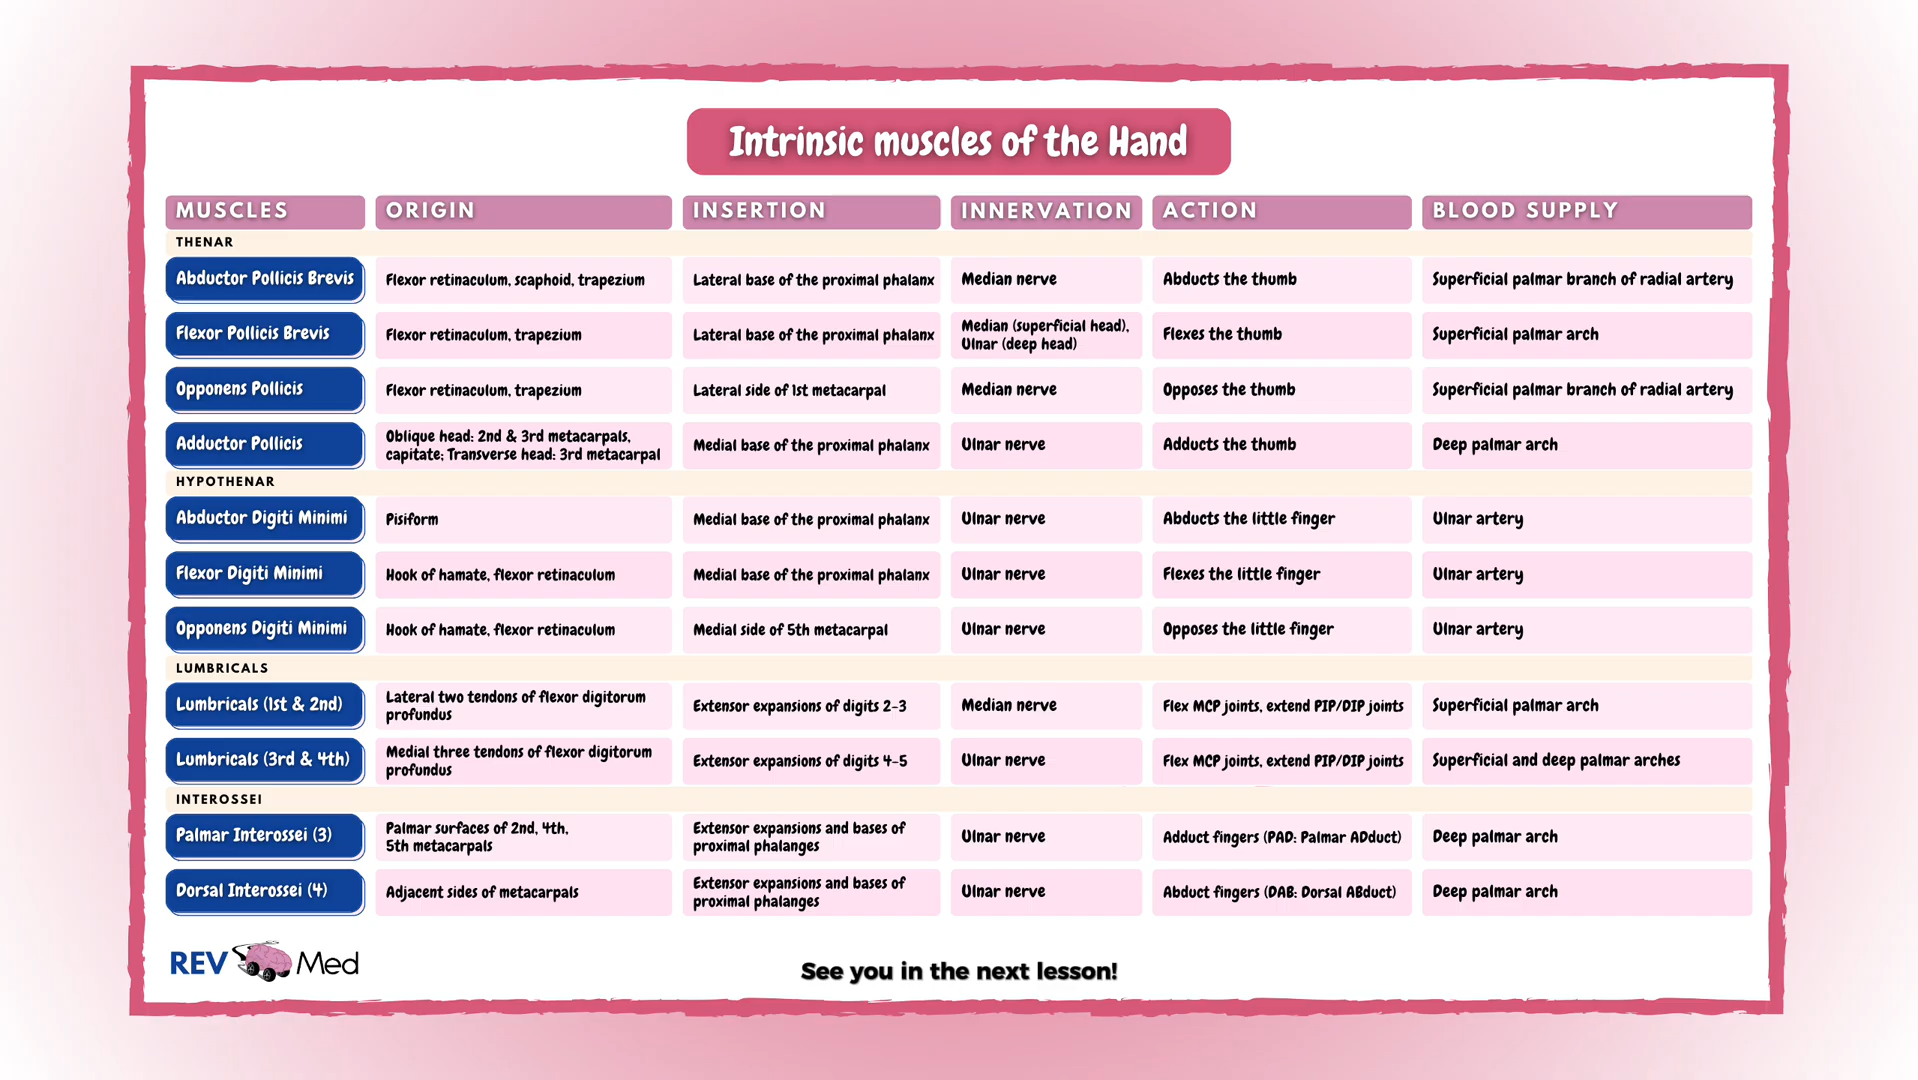 Intrinsic muscles of the Hand
MUSCLES ORIGIN INSERTION INNERVATION ACTION BLOOD SUPPLY
THENAR
Abductor Pollicis Brevis Flexor retinaculum, scaphoid, trapezium Lateral base of the proximal phalanx Median nerve Abducts the thumb Superficial palmar branch of radial artery
Flexor Pollicis Brevis Flexor retinaculum, trapezium Lateral base of the proximal phalanx Median (superficial head), Flexes the thumb Superficial palmar arch
Ulnar (deep head)
Opponens Pollicis Flexor retinaculum, trapezium Lateral side of 1st metacarpal Median nerve Opposes the thumb Superficial palmar branch of radial artery
Adductor Pollicis Oblique head: 2nd & 3rd metacarpals, Medial base of the proximal phalanx Ulnar nerve Adducts the thumb Deep palmar arch
capitate; Transverse head: 3rd metacarpal
HYPOTHENAR
Abductor Digiti Minimi Pisiform Medial base of the proximal phalanx Ulnar nerve Abducts the little finger Ulnar artery
Flexor Digiti Minimi Hook of hamate, flexor retinaculum Medial base of the proximal phalanx Ulnar nerve Flexes the little finger Ulnar artery
Opponens Digiti Minimi Hook of hamate, flexor retinaculum Medial side of 5th metacarpal Ulnar nerve Opposes the little finger Ulnar artery
LUMBRICALS
Lumbricals (1st & 2nd) Lateral two tendons of flexor digitorum Extensor expansions of digits 2-3 Median nerve Flex MCP joints, extend PIP/DIP joints Superficial palmar arch
profundus
Lumbricals (3rd & 4th) Medial three tendons of flexor digitorum Extensor expansions of digits 4-5 Ulnar nerve Flex MCP joints, extend PIP/DIP joints Superficial and deep palmar arches
profundus
INTEROSSEI
Palmar Interossei (3) Palmar surfaces of 2nd, 4th, Extensor expansions and bases of Ulnar nerve Adduct fingers (PAD: Palmar ADduct) Deep palmar arch
5th metacarpals proximal phalanges
Dorsal Interossei (4) Adjacent sides of metacarpals Extensor expansions and bases of Ulnar nerve Abduct fingers (DAB: Dorsal ABduct) Deep palmar arch
proximal phalanges
REV Med
See you in the next lesson!